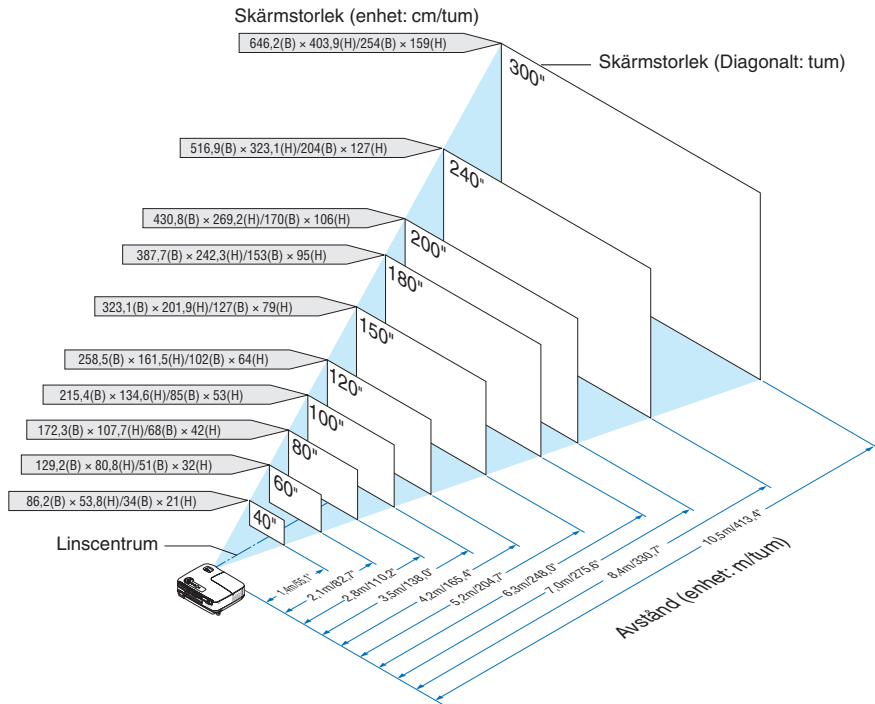 Skärmstorlek (enhet: cm/tum)
646,2(B) × 403,9(H)/254(B) × 159(H)
300"
Skärmstorlek (Diagonalt: tum)
516,9(B) × 323,1(H)/204(B) × 127(H)
240"
430,8(B) × 269,2(H)/170(B) × 106(H)
200"
387,7(B) × 242,3(H)/153(B) × 95(H)
180"
323,1(B) × 201,9(H)/127(B) × 79(H)
150"
258,5(B) × 161,5(H)/102(B) × 64(H)
120"
215,4(B) × 134,6(H)/85(B) × 53(H)
100"
172,3(B) × 107,7(H)/68(B) × 42(H)
80"
129,2(B) × 80,8(H)/51(B) × 32(H)
60"
86,2(B) × 53,8(H)/34(B) × 21(H)
40"
Linscentrum
1,4m/55,1"
2,1m/82,7"
2,8m/110,2"
3,5m/138,0"
4,2m/165,4"
5,2m/204,7"
6,3m/248,0"
7,0m/275,6"
8,4m/330,7"
10,5m/413,4"
Avstånd (enhet: m/tum)